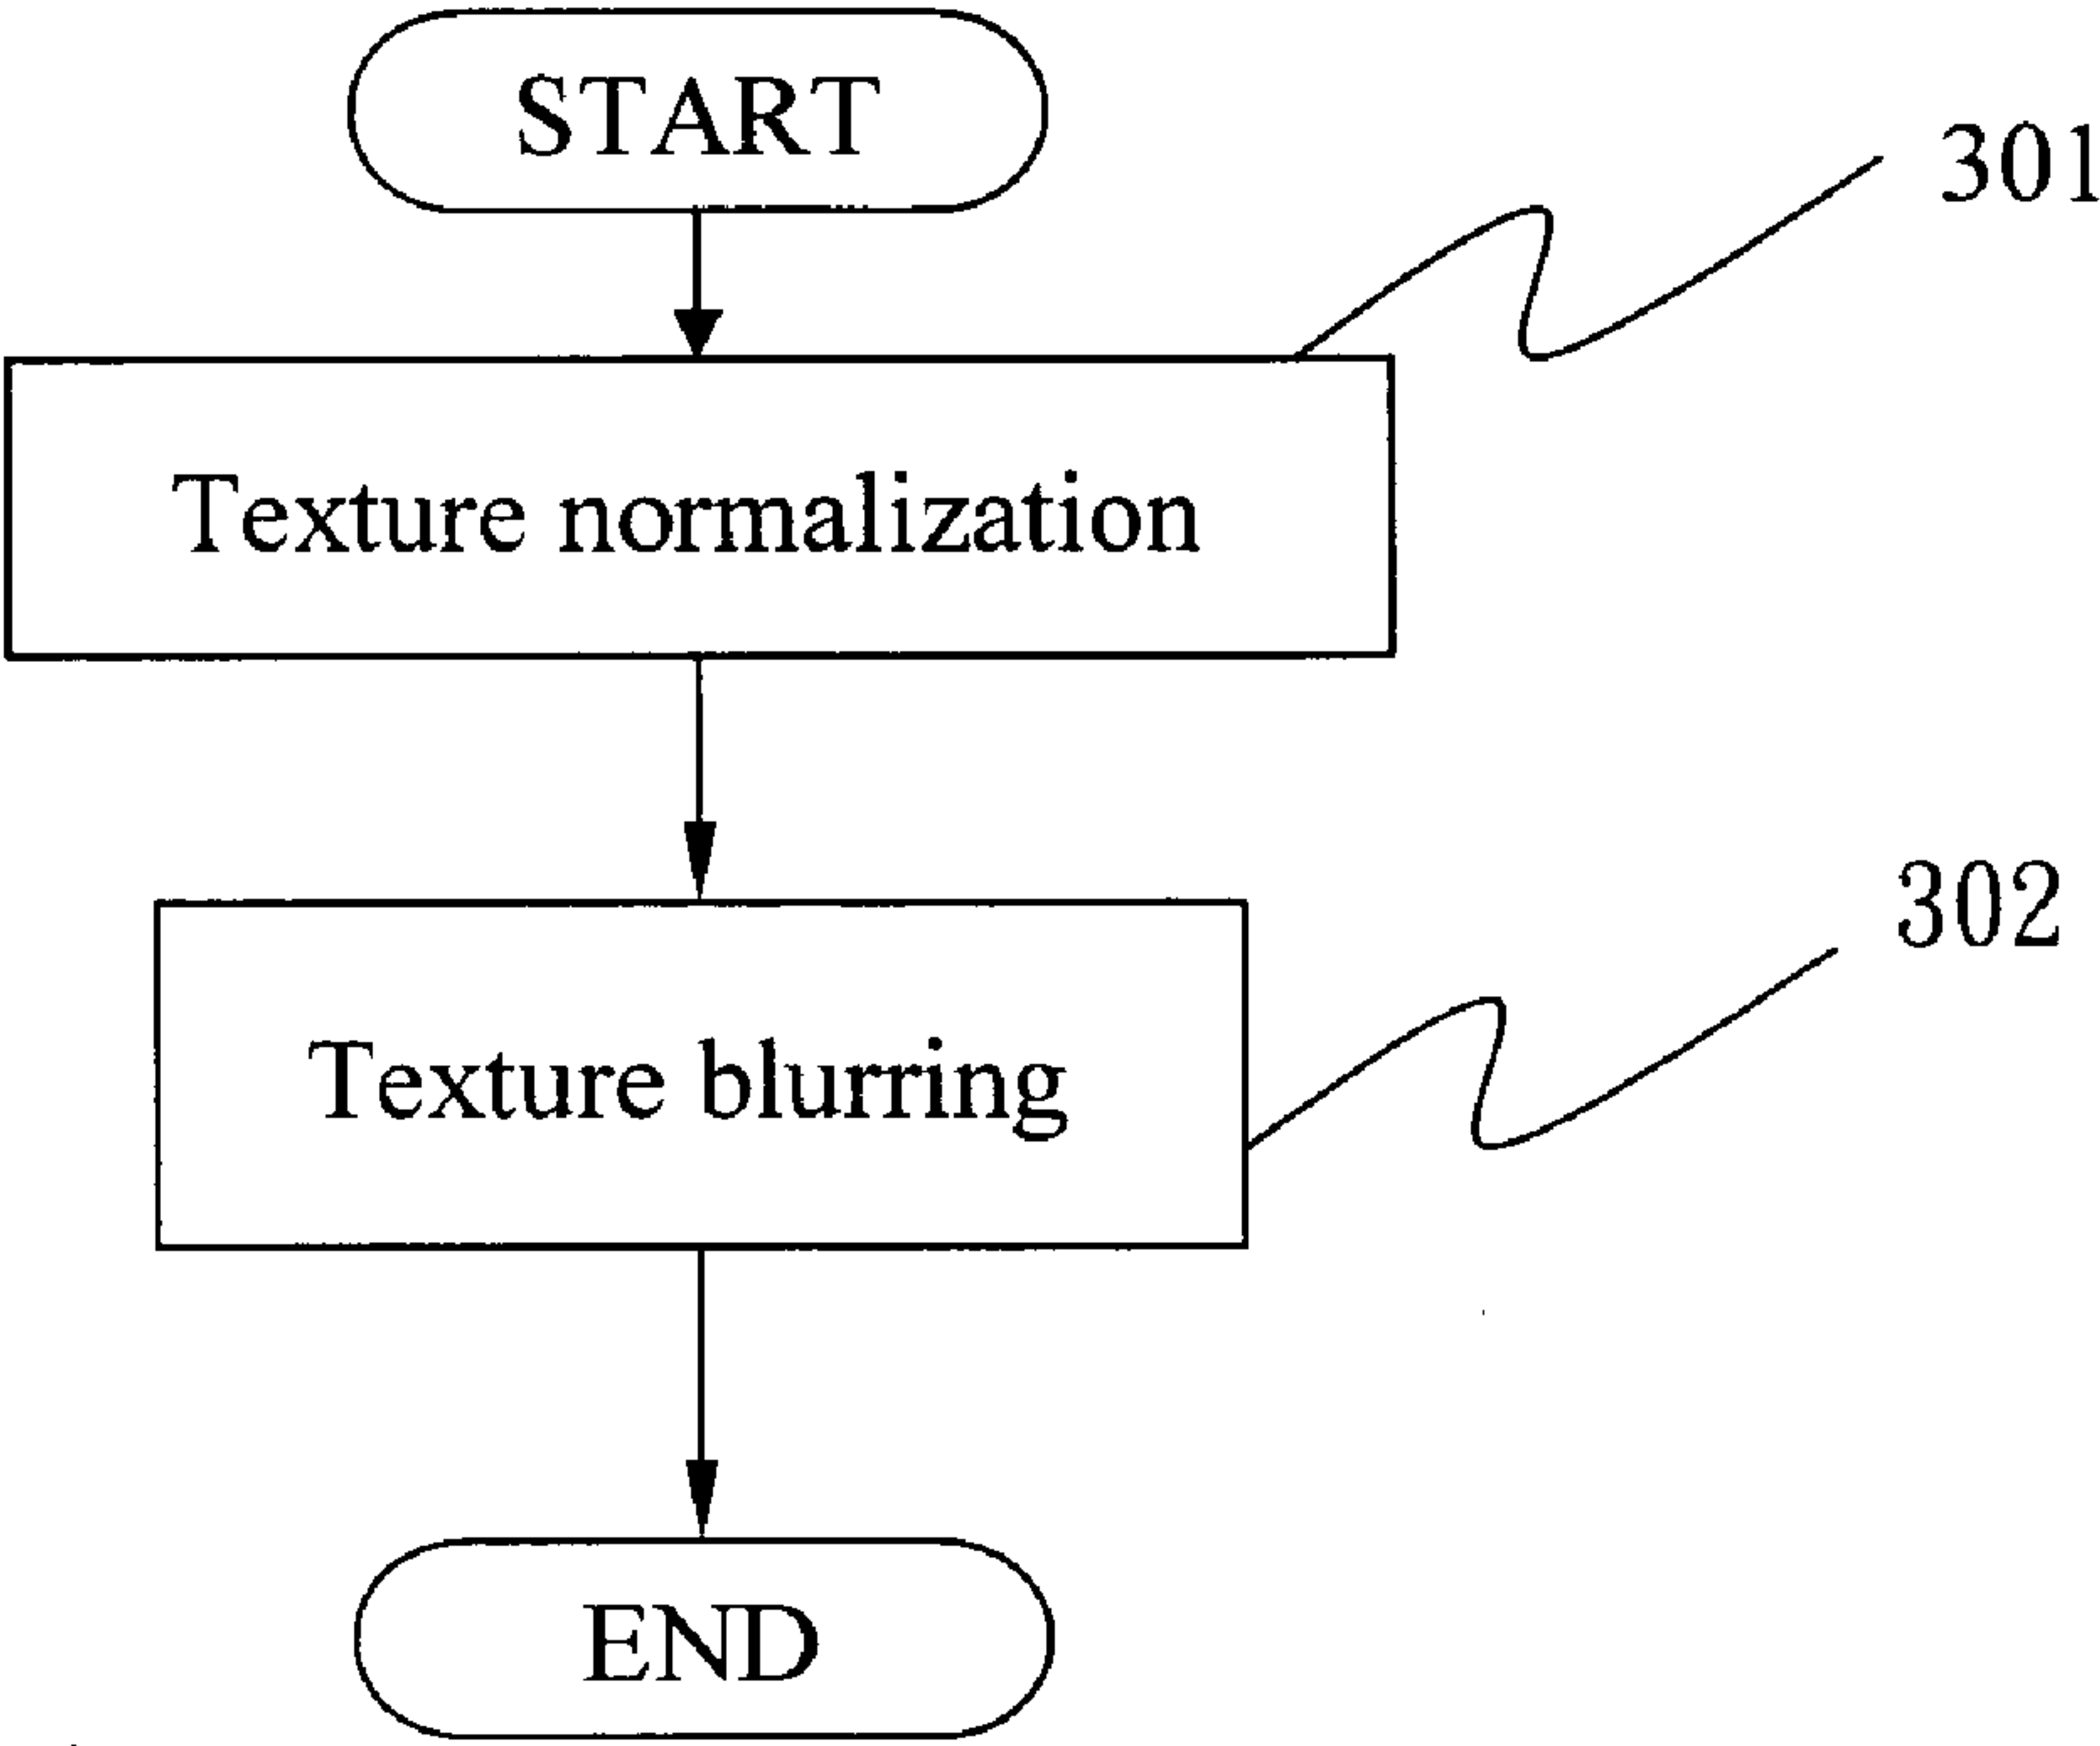 START
301
Texture normalization
302
Texture blurring
END